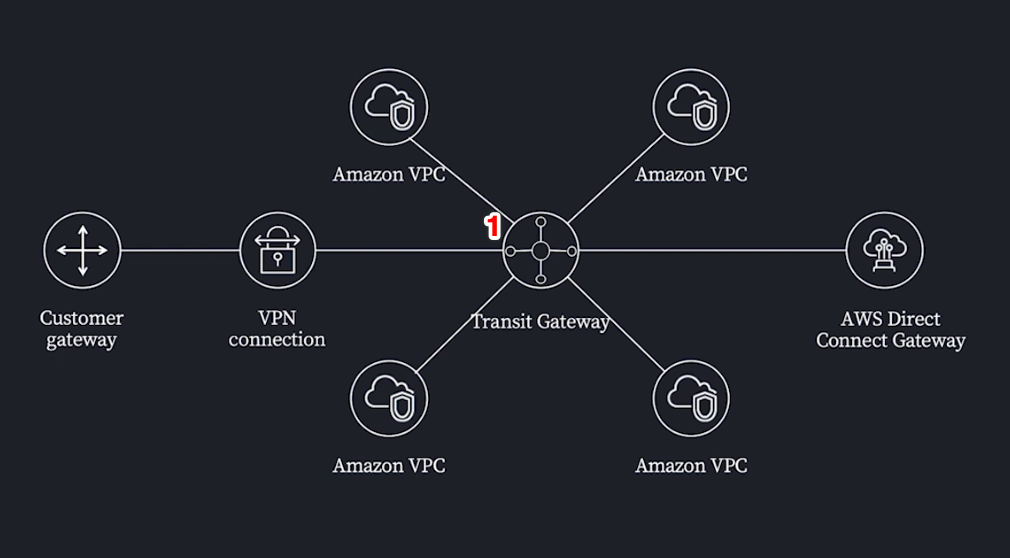 Amazon VPC
Amazon VPC
1
Customer
gateway
VPN
connection
Transit Gateway
AWS Direct
Connect Gateway
Amazon VPC
Amazon VPC